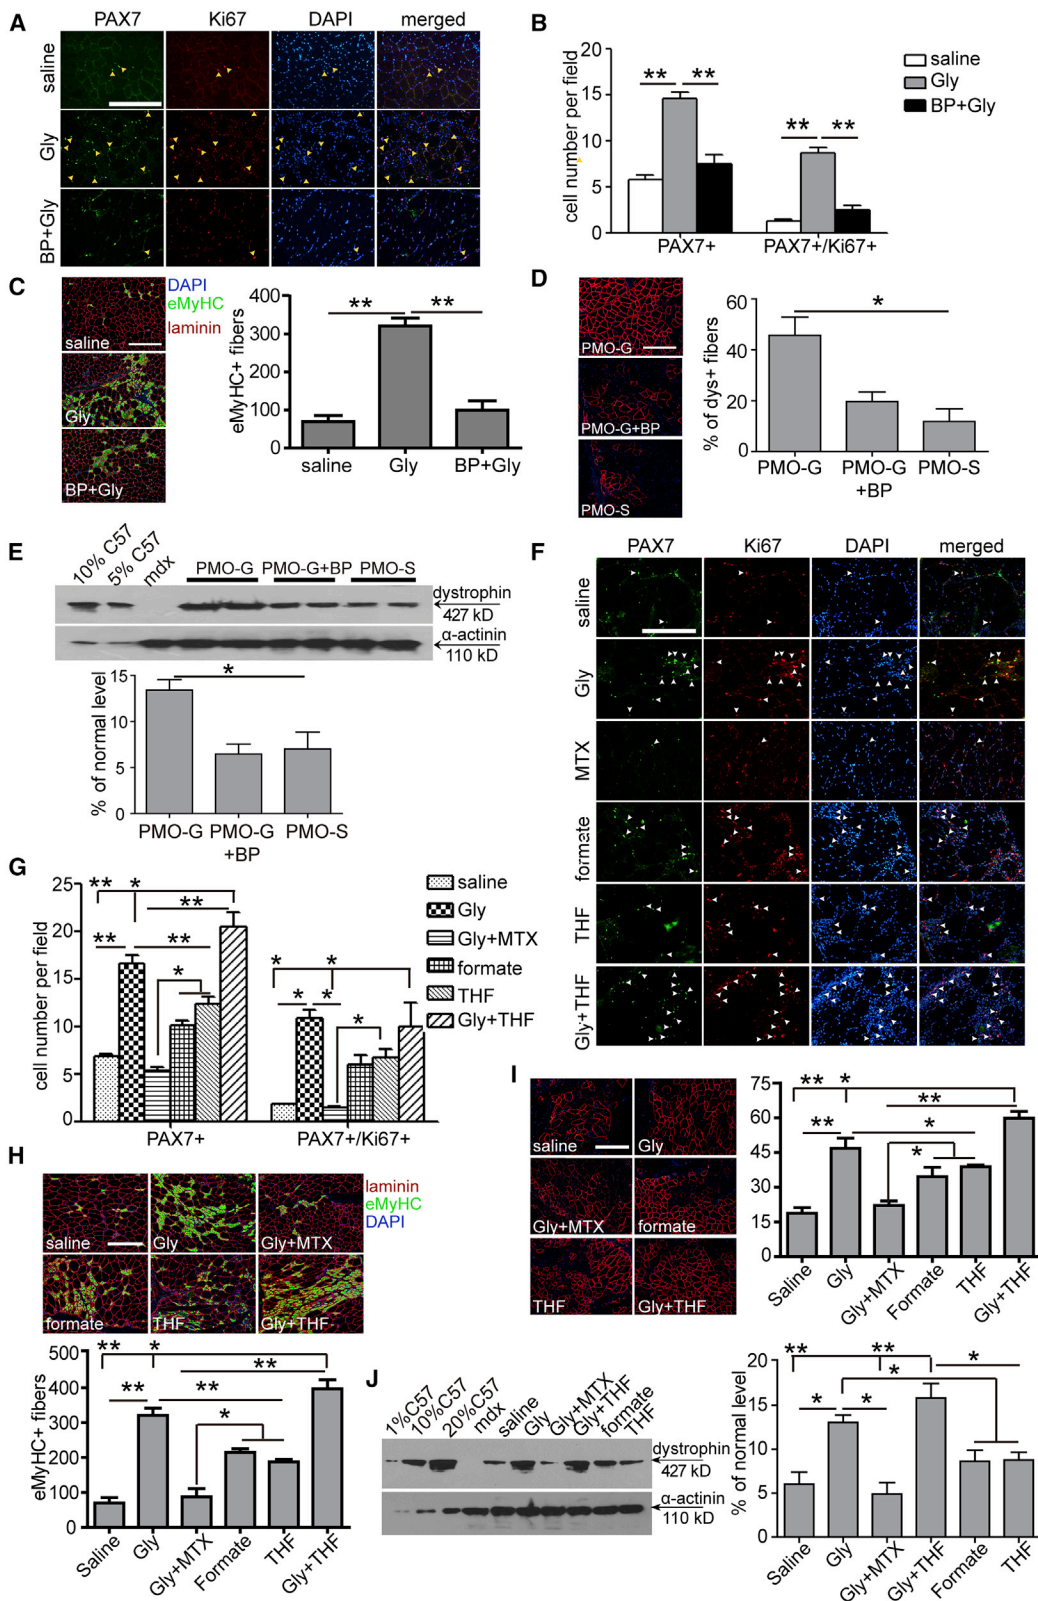 A
PAX7 Ki67 DAPI merged
saline
Gly
BP+Gly
B
cell number per field
20
15
10
5
0
** **
** **
PAX7+ PAX7+/Ki67+
saline
Gly
BP+Gly
C
DAPI
eMyHC
laminin
saline
Gly
BP+Gly
eMyHC+ fibers
400
300
200
100
0
** **
saline Gly BP+Gly
D
PMO-G
PMO-G+BP
PMO-S
% of dys+ fibers
60
40
20
0
*
PMO-G PMO-G PMO-S
+BP
E
10% C57 5% C57 mdx PMO-G PMO-G+BP PMO-S
dystrophin
427 kD
α-actinin
110 kD
% of normal level
15
10
5
0
*
PMO-G PMO-G PMO-S
+BP
F
PAX7 Ki67 DAPI merged
saline
Gly
MTX
formate
THF
Gly+THF
G
cell number per field
25
20
15
10
5
0
** *
**
** **
*
* *
* *
*
PAX7+ PAX7+/Ki67+
saline
Gly
Gly+MTX
formate
THF
Gly+THF
H
laminin
eMyHC
DAPI
saline Gly Gly+MTX
formate THF Gly+THF
eMyHC+ fibers
500
400
300
200
100
0
** *
**
** **
*
Saline Gly Gly+MTX Formate THF Gly+THF
I
saline Gly
Gly+MTX formate
THF Gly+THF
75
60
45
30
15
0
** *
**
** *
*
Saline Gly Gly+MTX Formate THF Gly+THF
J
1%C57 10%C57 20%C57 mdx saline Gly Gly+MTX Gly+THF formate THF
dystrophin
427 kD
α-actinin
110 kD
% of normal level
20
15
10
5
0
** ** *
*
* *
Saline Gly Gly+MTX Gly+THF Formate THF